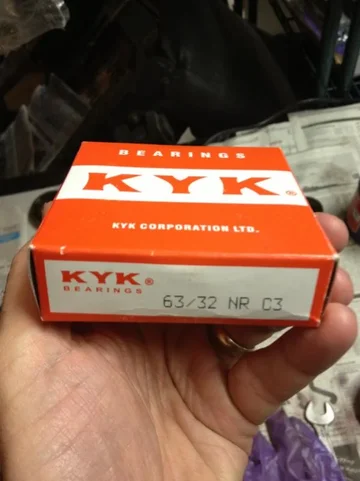 BEARINGS
KYK®
KYK CORPORATION LTD.
KYK®
BEARINGS
63/32 NR C3